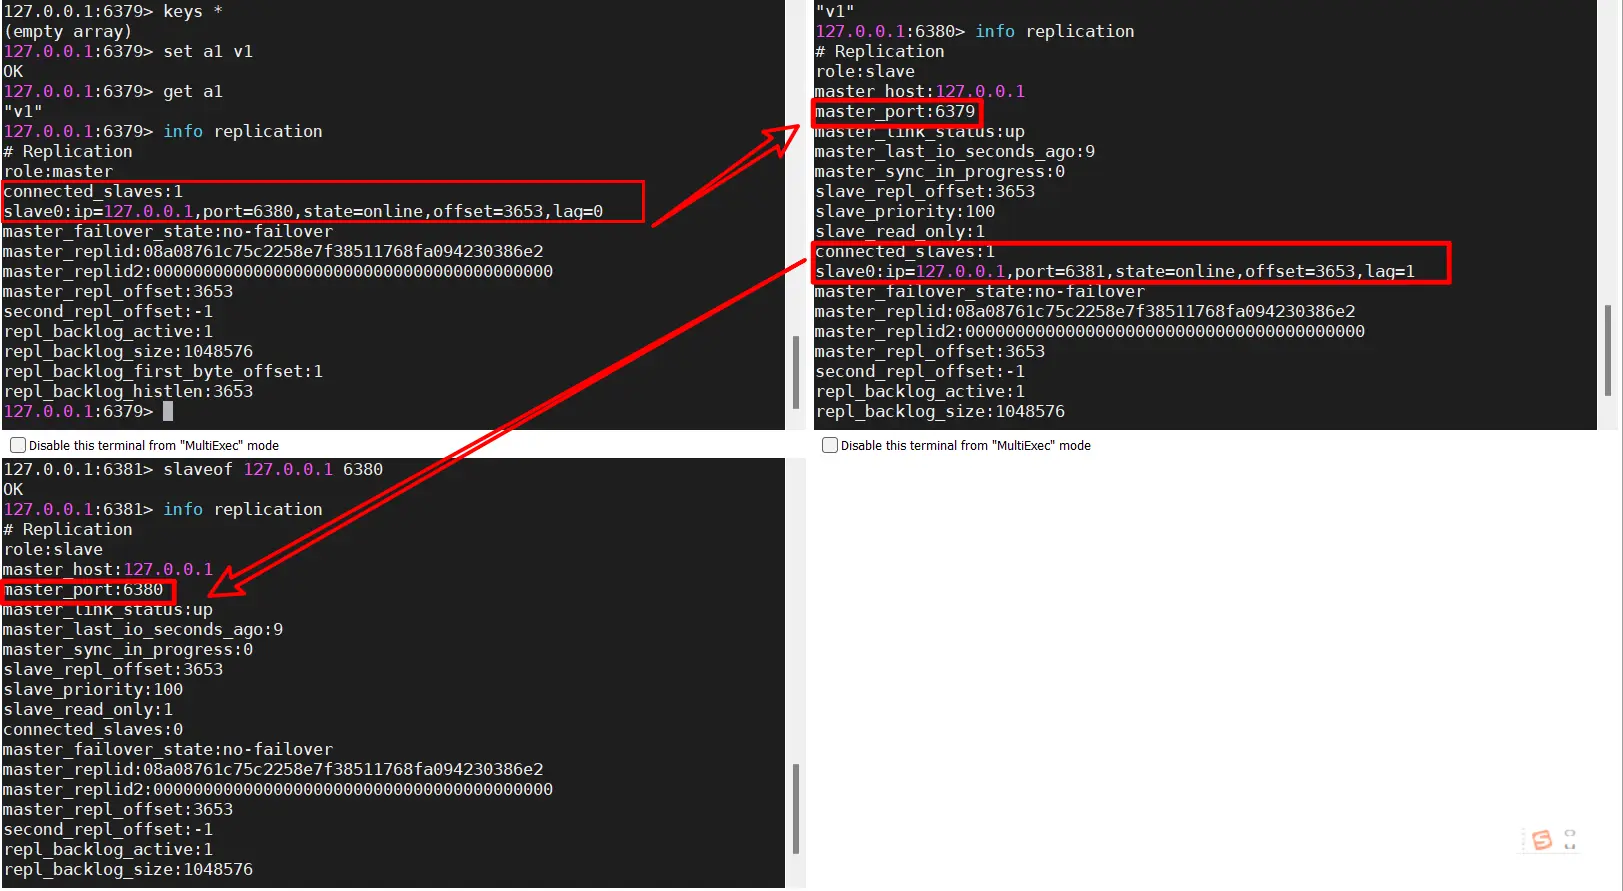 127.0.0.1:6379> keys *
(empty array)
127.0.0.1:6379> set a1 v1
OK
127.0.0.1:6379> get a1
"v1"
127.0.0.1:6379> info replication
# Replication
role:master
connected_slaves:1
slave0:ip=127.0.0.1,port=6380,state=online,offset=3653,lag=0
master_failover_state:no-failover
master_replid:08a08761c75c2258e7f38511768fa094230386e2
master_replid2:0000000000000000000000000000000000000000
master_repl_offset:3653
second_repl_offset:-1
repl_backlog_active:1
repl_backlog_size:1048576
repl_backlog_first_byte_offset:1
repl_backlog_histlen:3653
127.0.0.1:6379>
Disable this terminal from "MultiExec" mode
"v1"
127.0.0.1:6380> info replication
# Replication
role:slave
master_host:127.0.0.1
master_port:6379
master_link_status:up
master_last_io_seconds_ago:9
master_sync_in_progress:0
slave_repl_offset:3653
slave_priority:100
slave_read_only:1
connected_slaves:1
slave0:ip=127.0.0.1,port=6381,state=online,offset=3653,lag=1
master_failover_state:no-failover
master_replid:08a08761c75c2258e7f38511768fa094230386e2
master_replid2:0000000000000000000000000000000000000000
master_repl_offset:3653
second_repl_offset:-1
repl_backlog_active:1
repl_backlog_size:1048576
Disable this terminal from "MultiExec" mode
127.0.0.1:6381> slaveof 127.0.0.1 6380
OK
127.0.0.1:6381> info replication
# Replication
role:slave
master_host:127.0.0.1
master_port:6380
master_link_status:up
master_last_io_seconds_ago:9
master_sync_in_progress:0
slave_repl_offset:3653
slave_priority:100
slave_read_only:1
connected_slaves:0
master_failover_state:no-failover
master_replid:08a08761c75c2258e7f38511768fa094230386e2
master_replid2:0000000000000000000000000000000000000000
master_repl_offset:3653
second_repl_offset:-1
repl_backlog_active:1
repl_backlog_size:1048576
S